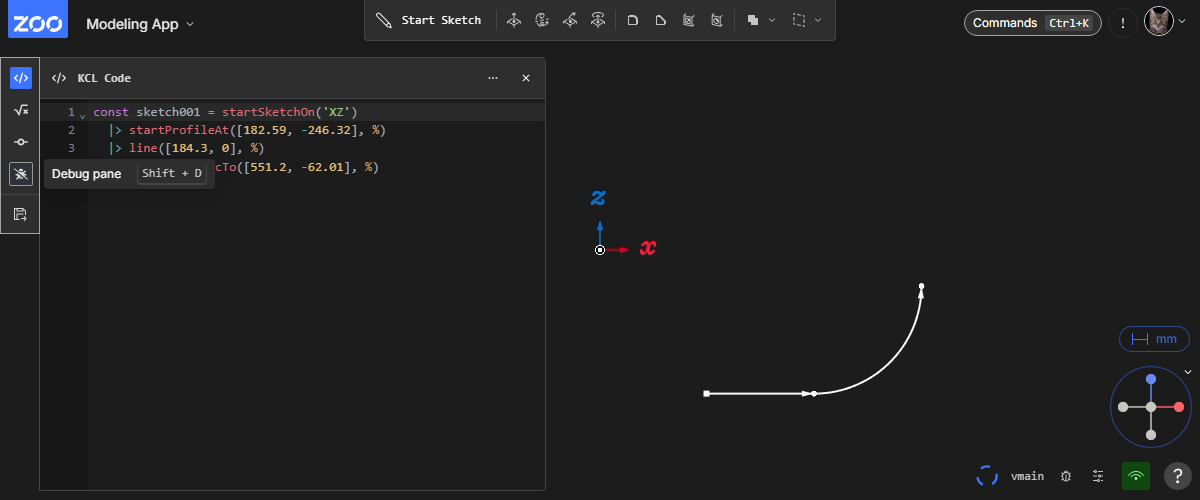 ZOO
Modeling App
Start Sketch
Commands Ctrl+K
!
KCL Code
1 const sketch001 = startSketchOn('XZ')
2 |> startProfileAt([182.59, -246.32], %)
3 |> line([184.3, 0], %)
cTo([551.2, -62.01], %)
Debug pane Shift + D
z
x
mm
vmain
?